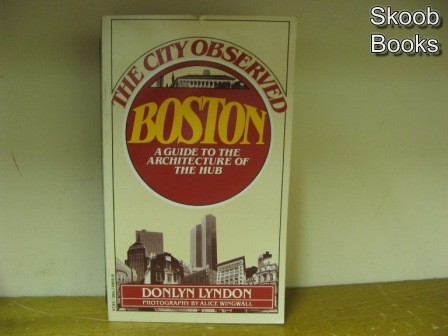 Skoob
Books
THE CITY OBSERVED
BOSTON
A GUIDE TO THE
ARCHITECTURE OF
THE HUB
DONLYN LYNDON
PHOTOGRAPHY BY ALICE WINGWALL